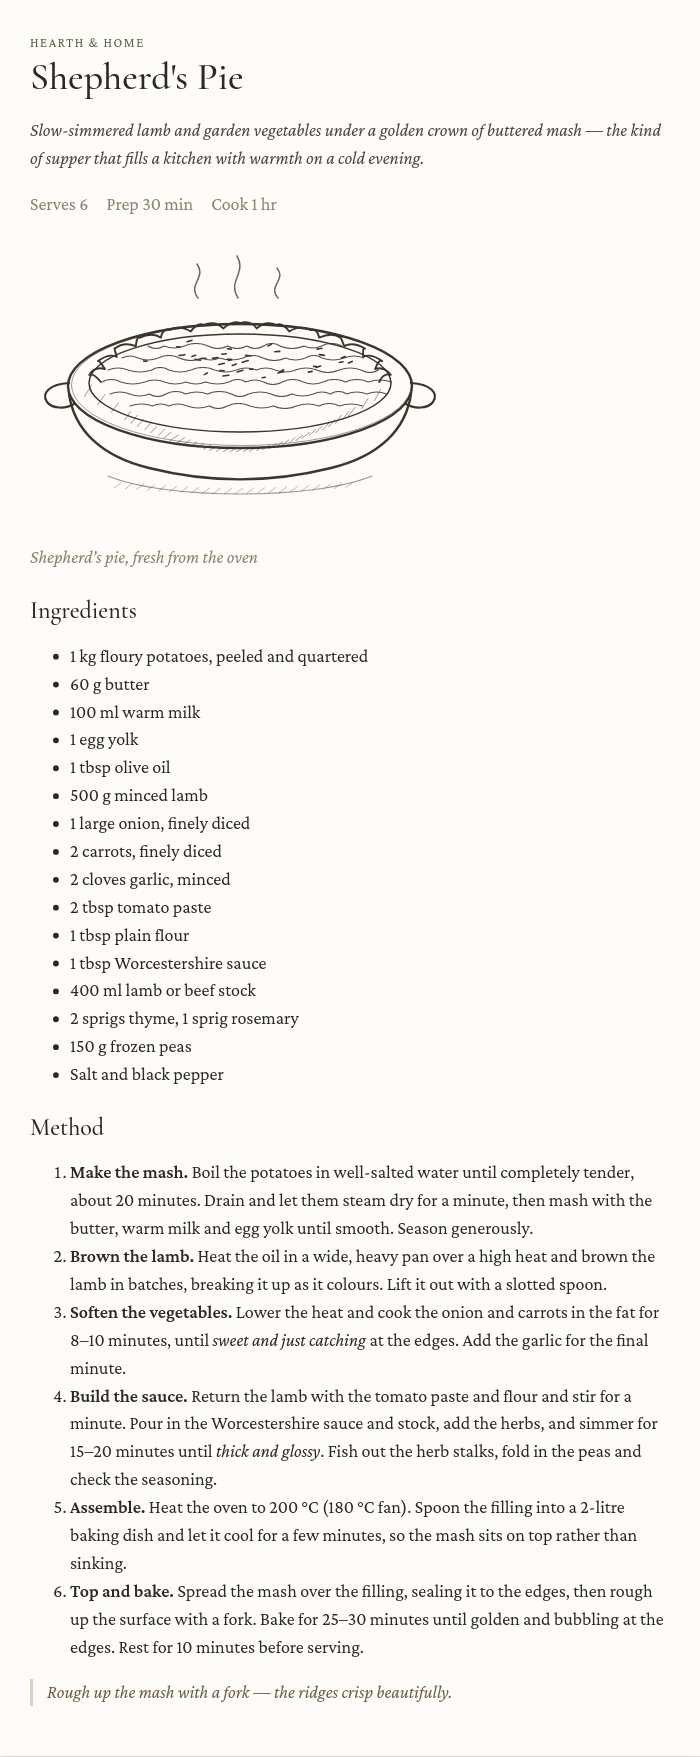 HEARTH & HOME
Shepherd's Pie
Slow-simmered lamb and garden vegetables under a golden crown of buttered mash — the kind
of supper that fills a kitchen with warmth on a cold evening.
Serves 6 Prep 30 min Cook 1 hr
Shepherd’s pie, fresh from the oven
Ingredients
• 1 kg floury potatoes, peeled and quartered
• 60 g butter
• 100 ml warm milk
• 1 egg yolk
• 1 tbsp olive oil
• 500 g minced lamb
• 1 large onion, finely diced
• 2 carrots, finely diced
• 2 cloves garlic, minced
• 2 tbsp tomato paste
• 1 tbsp plain flour
• 1 tbsp Worcestershire sauce
• 400 ml lamb or beef stock
• 2 sprigs thyme, 1 sprig rosemary
• 150 g frozen peas
• Salt and black pepper
Method
1. Make the mash. Boil the potatoes in well-salted water until completely tender,
about 20 minutes. Drain and let them steam dry for a minute, then mash with the
butter, warm milk and egg yolk until smooth. Season generously.
2. Brown the lamb. Heat the oil in a wide, heavy pan over a high heat and brown the
lamb in batches, breaking it up as it colours. Lift it out with a slotted spoon.
3. Soften the vegetables. Lower the heat and cook the onion and carrots in the fat for
8–10 minutes, until sweet and just catching at the edges. Add the garlic for the final
minute.
4. Build the sauce. Return the lamb with the tomato paste and flour and stir for a
minute. Pour in the Worcestershire sauce and stock, add the herbs, and simmer for
15–20 minutes until thick and glossy. Fish out the herb stalks, fold in the peas and
check the seasoning.
5. Assemble. Heat the oven to 200 °C (180 °C fan). Spoon the filling into a 2-litre
baking dish and let it cool for a few minutes, so the mash sits on top rather than
sinking.
6. Top and bake. Spread the mash over the filling, sealing it to the edges, then rough
up the surface with a fork. Bake for 25–30 minutes until golden and bubbling at the
edges. Rest for 10 minutes before serving.
Rough up the mash with a fork — the ridges crisp beautifully.